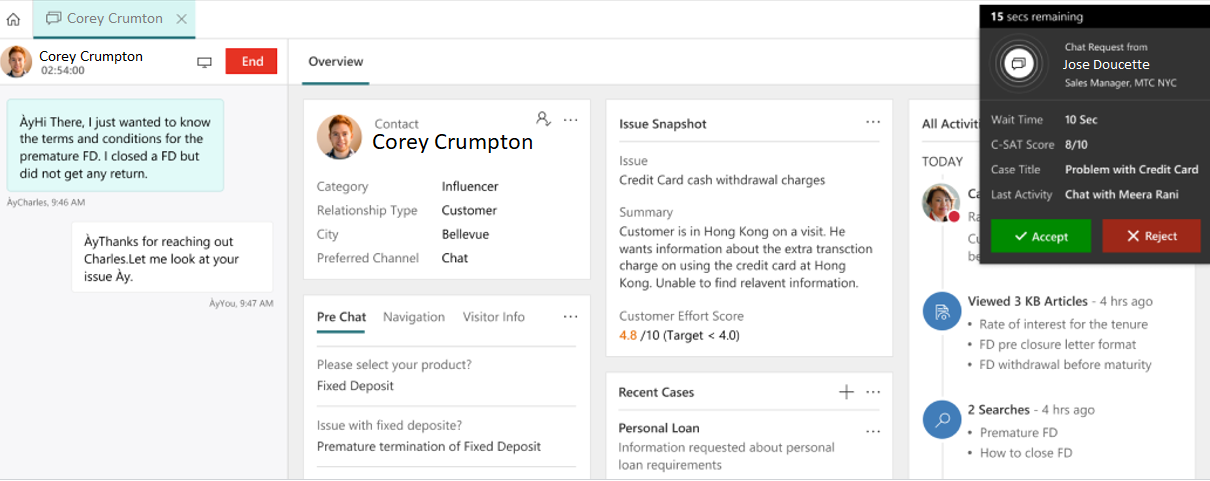 Corey Crumton
Corey Crumpton
02:54:00
End
ÀyHi There, I just wanted to know
the terms and conditions for the
premature FD. I closed a FD but
did not get any return.
ÀyCharles, 9:46 AM
ÀyThanks for reaching out
Charles.Let me look at your
issue Ày.
ÀyYou, 9:47 AM
Overview
Contact
Corey Crumpton
Category Influencer
Relationship Type Customer
City Bellevue
Preferred Channel Chat
Pre Chat Navigation Visitor Info
Please select your product?
Fixed Deposit
Issue with fixed deposite?
Premature termination of Fixed Deposit
Issue Snapshot
Issue
Credit Card cash withdrawal charges
Summary
Customer is in Hong Kong on a visit. He
wants information about the extra transction
charge on using the credit card at Hong
Kong. Unable to find relavent information.
Customer Effort Score
4.8 /10 (Target < 4.0)
Recent Cases
Personal Loan
Information requested about personal
loan requirements
All Activit
TODAY
Viewed 3 KB Articles - 4 hrs ago
• Rate of interest for the tenure
• FD pre closure letter format
• FD withdrawal before maturity
2 Searches - 4 hrs ago
• Premature FD
• How to close FD
15 secs remaining
Chat Request from
Jose Doucette
Sales Manager, MTC NYC
Wait Time 10 Sec
C-SAT Score 8/10
Case Title Problem with Credit Card
Last Activity Chat with Meera Rani
Accept Reject